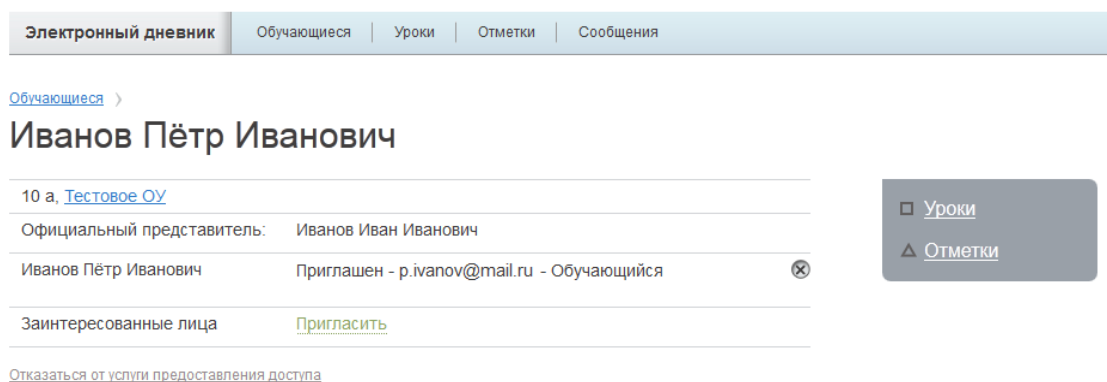 Электронный дневник Обучающиеся Уроки Отметки Сообщения
Обучающиеся
Иванов Пётр Иванович
10 а, Тестовое ОУ
Официальный представитель: Иванов Иван Иванович
Иванов Пётр Иванович Приглашен - p.ivanov@mail.ru - Обучающийся
Заинтересованные лица Пригласить
Отказаться от услуги предоставления доступа
Уроки
Отметки